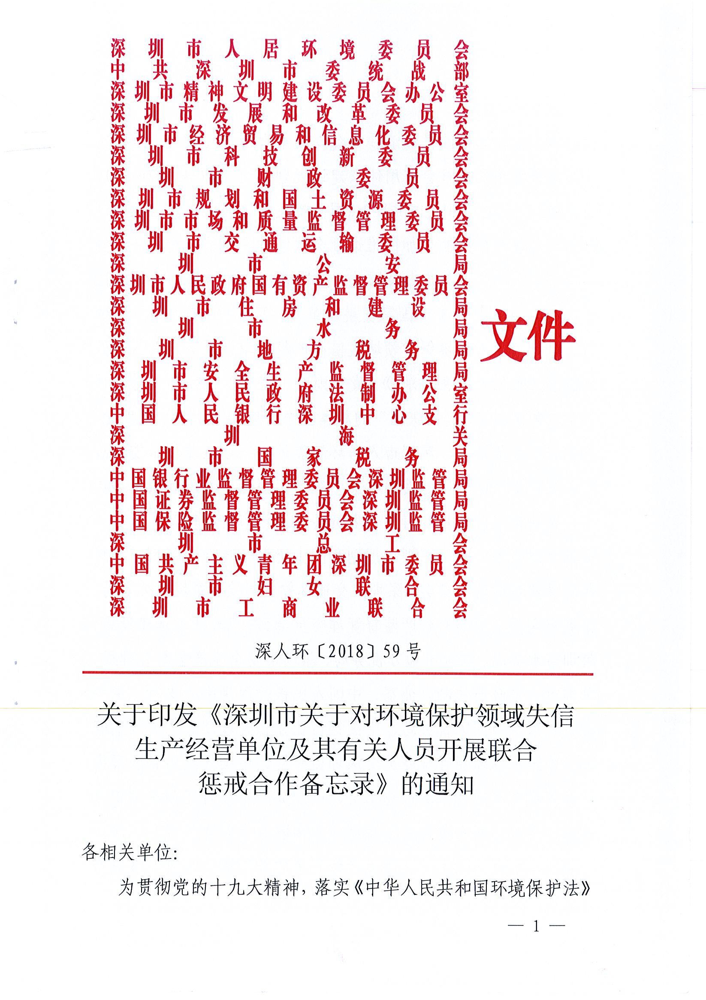 深圳市人居环境委员会
中共深圳市委统战部
深圳市精神文明建设委员会办公室
深圳市发展和改革委员会
深圳市经济贸易和信息化委员会
深圳市科技创新委员会
深圳市财政委员会
深圳市规划和国土资源委员会
深圳市市场和质量监督管理委员会
深圳市交通运输委员会
深圳市公安局
深圳市人民政府国有资产监督管理委员会
深圳市住房和建设局
深圳市水务局
深圳市地方税务局
深圳市安全生产监督管理局
深圳市人民政府法制办公室
中国人民银行深圳中心支行
深圳海关
深圳市国家税务局
中国银行业监督管理委员会深圳监管局
中国证券监督管理委员会深圳监管局
中国保险监督管理委员会深圳监管局
深圳市总工会
中国共产主义青年团深圳市委员会
深圳市妇女联合会
深圳市工商业联合会
文件
深人环〔2018〕59号
关于印发《深圳市关于对环境保护领域失信
生产经营单位及其有关人员开展联合
惩戒合作备忘录》的通知
各相关单位:
为贯彻党的十九大精神,落实《中华人民共和国环境保护法》
— 1 —